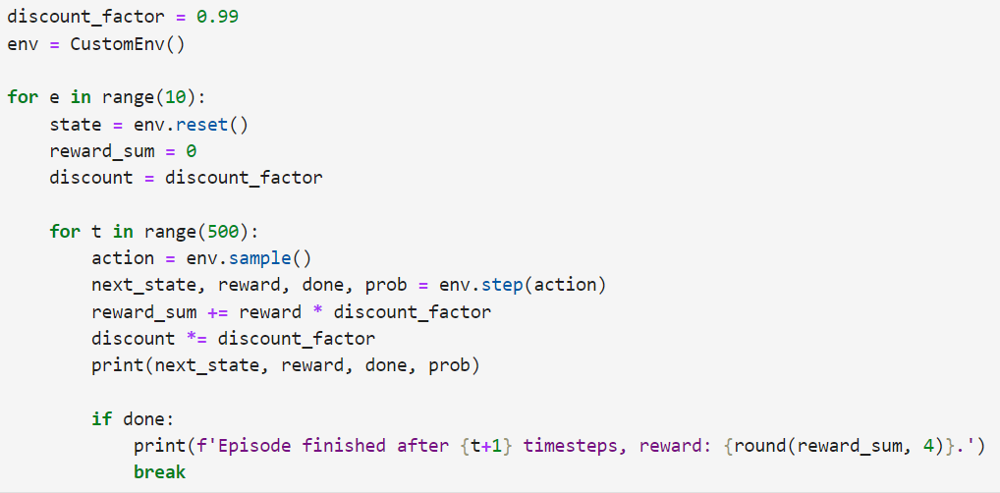 discount_factor = 0.99
env = CustomEnv()
for e in range(10):
    state = env.reset()
    reward_sum = 0
    discount = discount_factor
    for t in range(500):
        action = env.sample()
        next_state, reward, done, prob = env.step(action)
        reward_sum += reward * discount_factor
        discount *= discount_factor
        print(next_state, reward, done, prob)
        if done:
            print(f'Episode finished after {t+1} timesteps, reward: {round(reward_sum, 4)}.')
            break